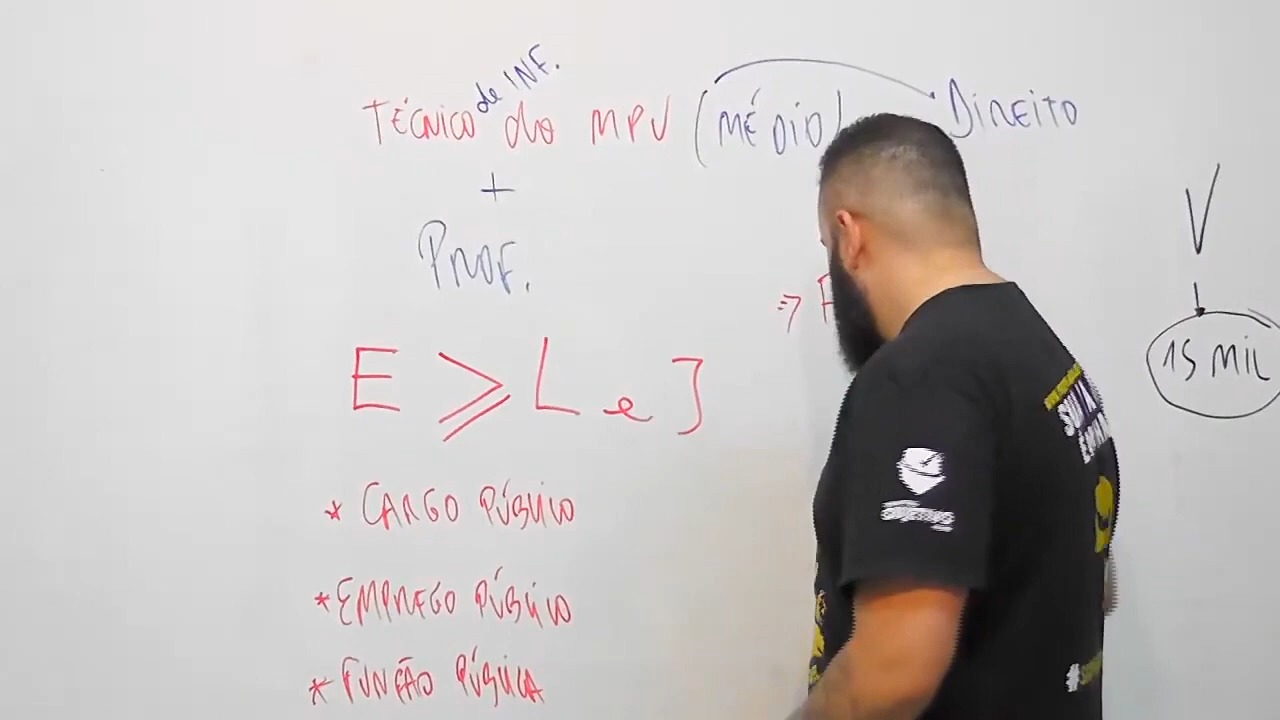 TÉCNICO de INF. do MPU (MÉDIO) DIREITO
+
PROF.
V
⇒
15 MIL
E ≥ L e J
* CARGO PÚBLICO
* EMPREGO PÚBLICO
* FUNÇÃO PÚBLICA